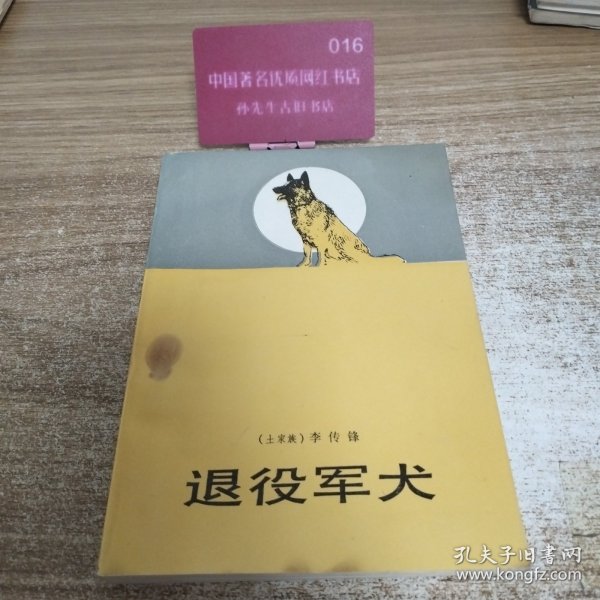 016
中国著名优质网红书店
孙先生古旧书店
（土家族）李传锋
退役军犬
孔夫子旧书网
www.kongfz.com